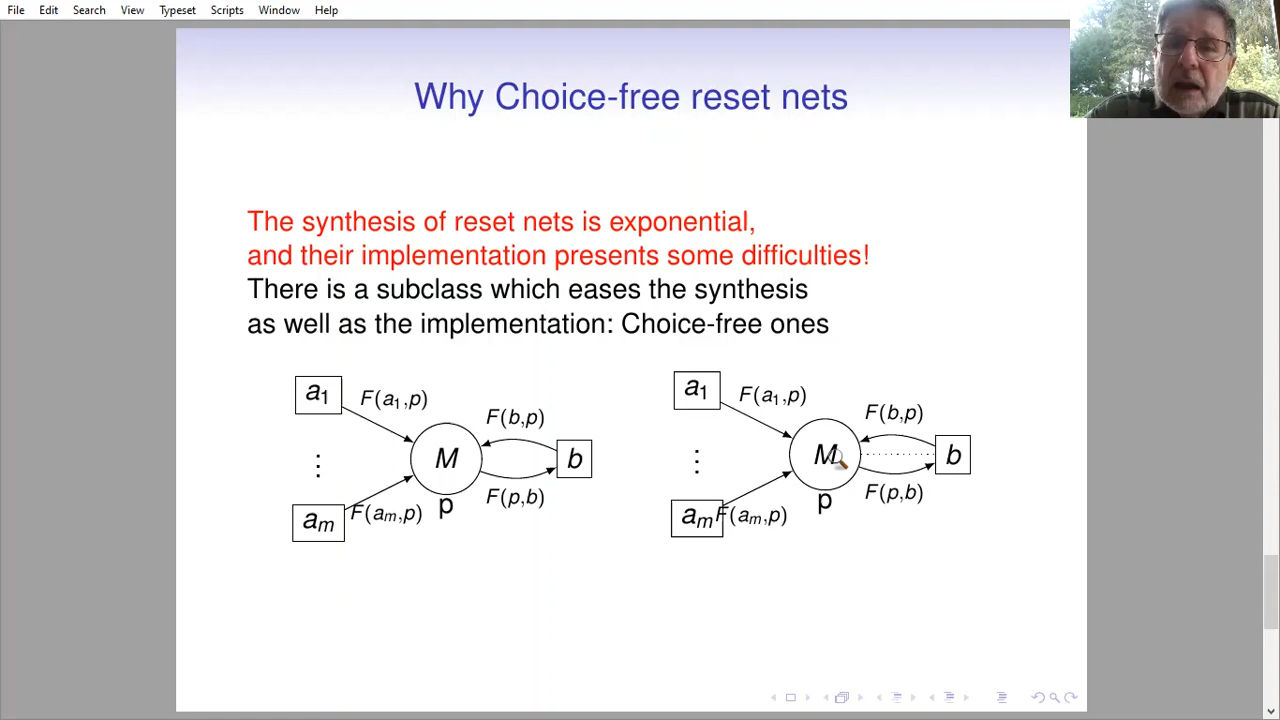 File Edit Search View Typeset Scripts Window Help
Why Choice-free reset nets
The synthesis of reset nets is exponential,
and their implementation presents some difficulties!
There is a subclass which eases the synthesis
as well as the implementation: Choice-free ones
a1 F(a1,p) F(b,p)
⋮ M b
am F(am,p) p F(p,b)
a1 F(a1,p) F(b,p)
⋮ M b
am F(am,p) p F(p,b)